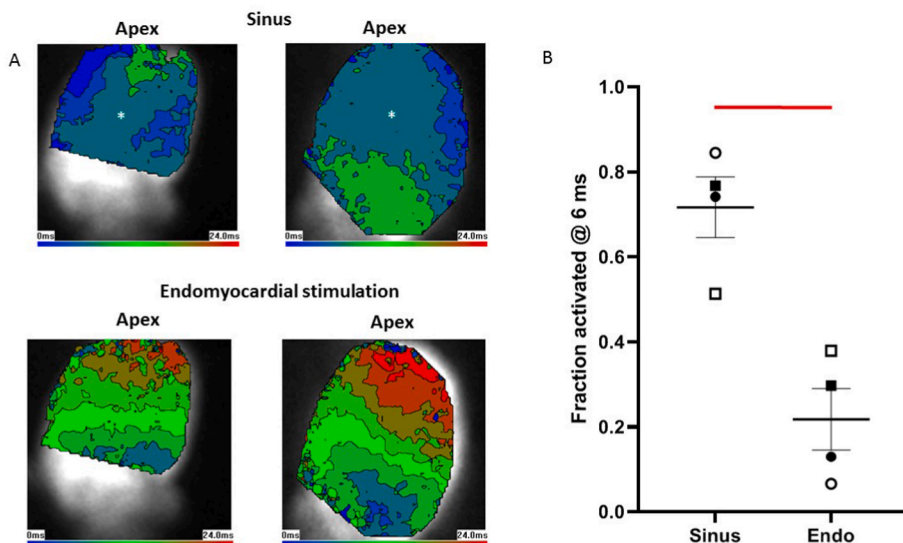 Sinus
Apex
Apex
A
*
*
0ms
24.0ms
0ms
24.0ms
Endomyocardial stimulation
Apex
Apex
0ms
24.0ms
0ms
24.0ms
B
Fraction activated @ 6 ms
1.0
0.8
0.6
0.4
0.2
0.0
Sinus
Endo